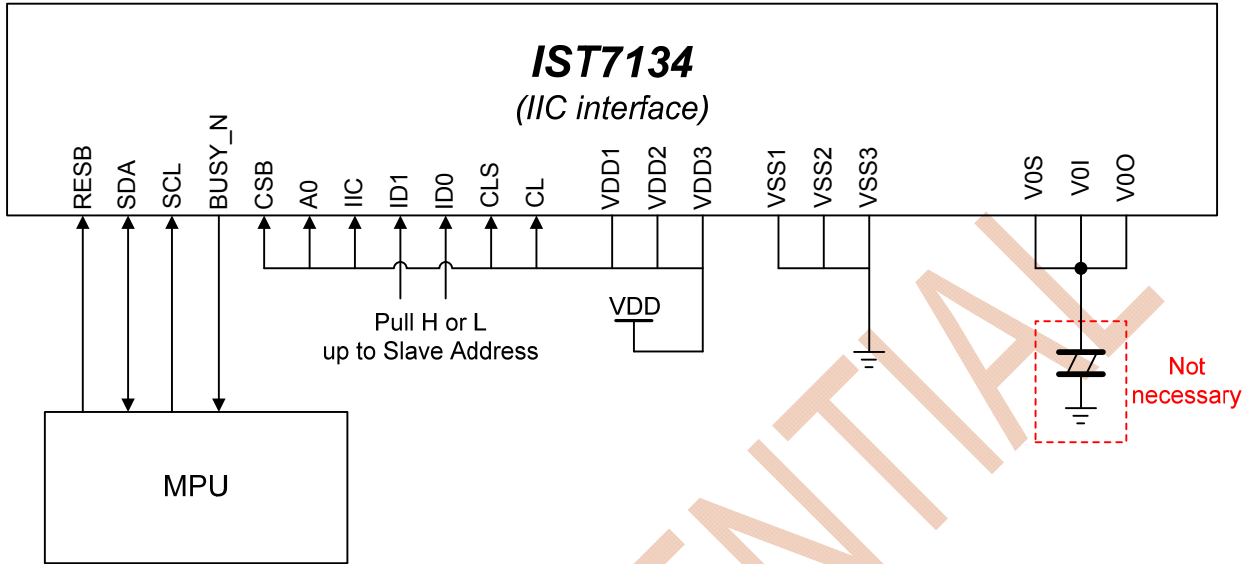 IST7134
(IIC interface)
RESB
SDA
SCL
BUSY_N
CSB
A0
IIC
ID1
ID0
CLS
CL
VDD1
VDD2
VDD3
VSS1
VSS2
VSS3
V0S
V0I
V0O
Pull H or L
up to Slave Address
VDD
Not
necessary
MPU
ENTIAL